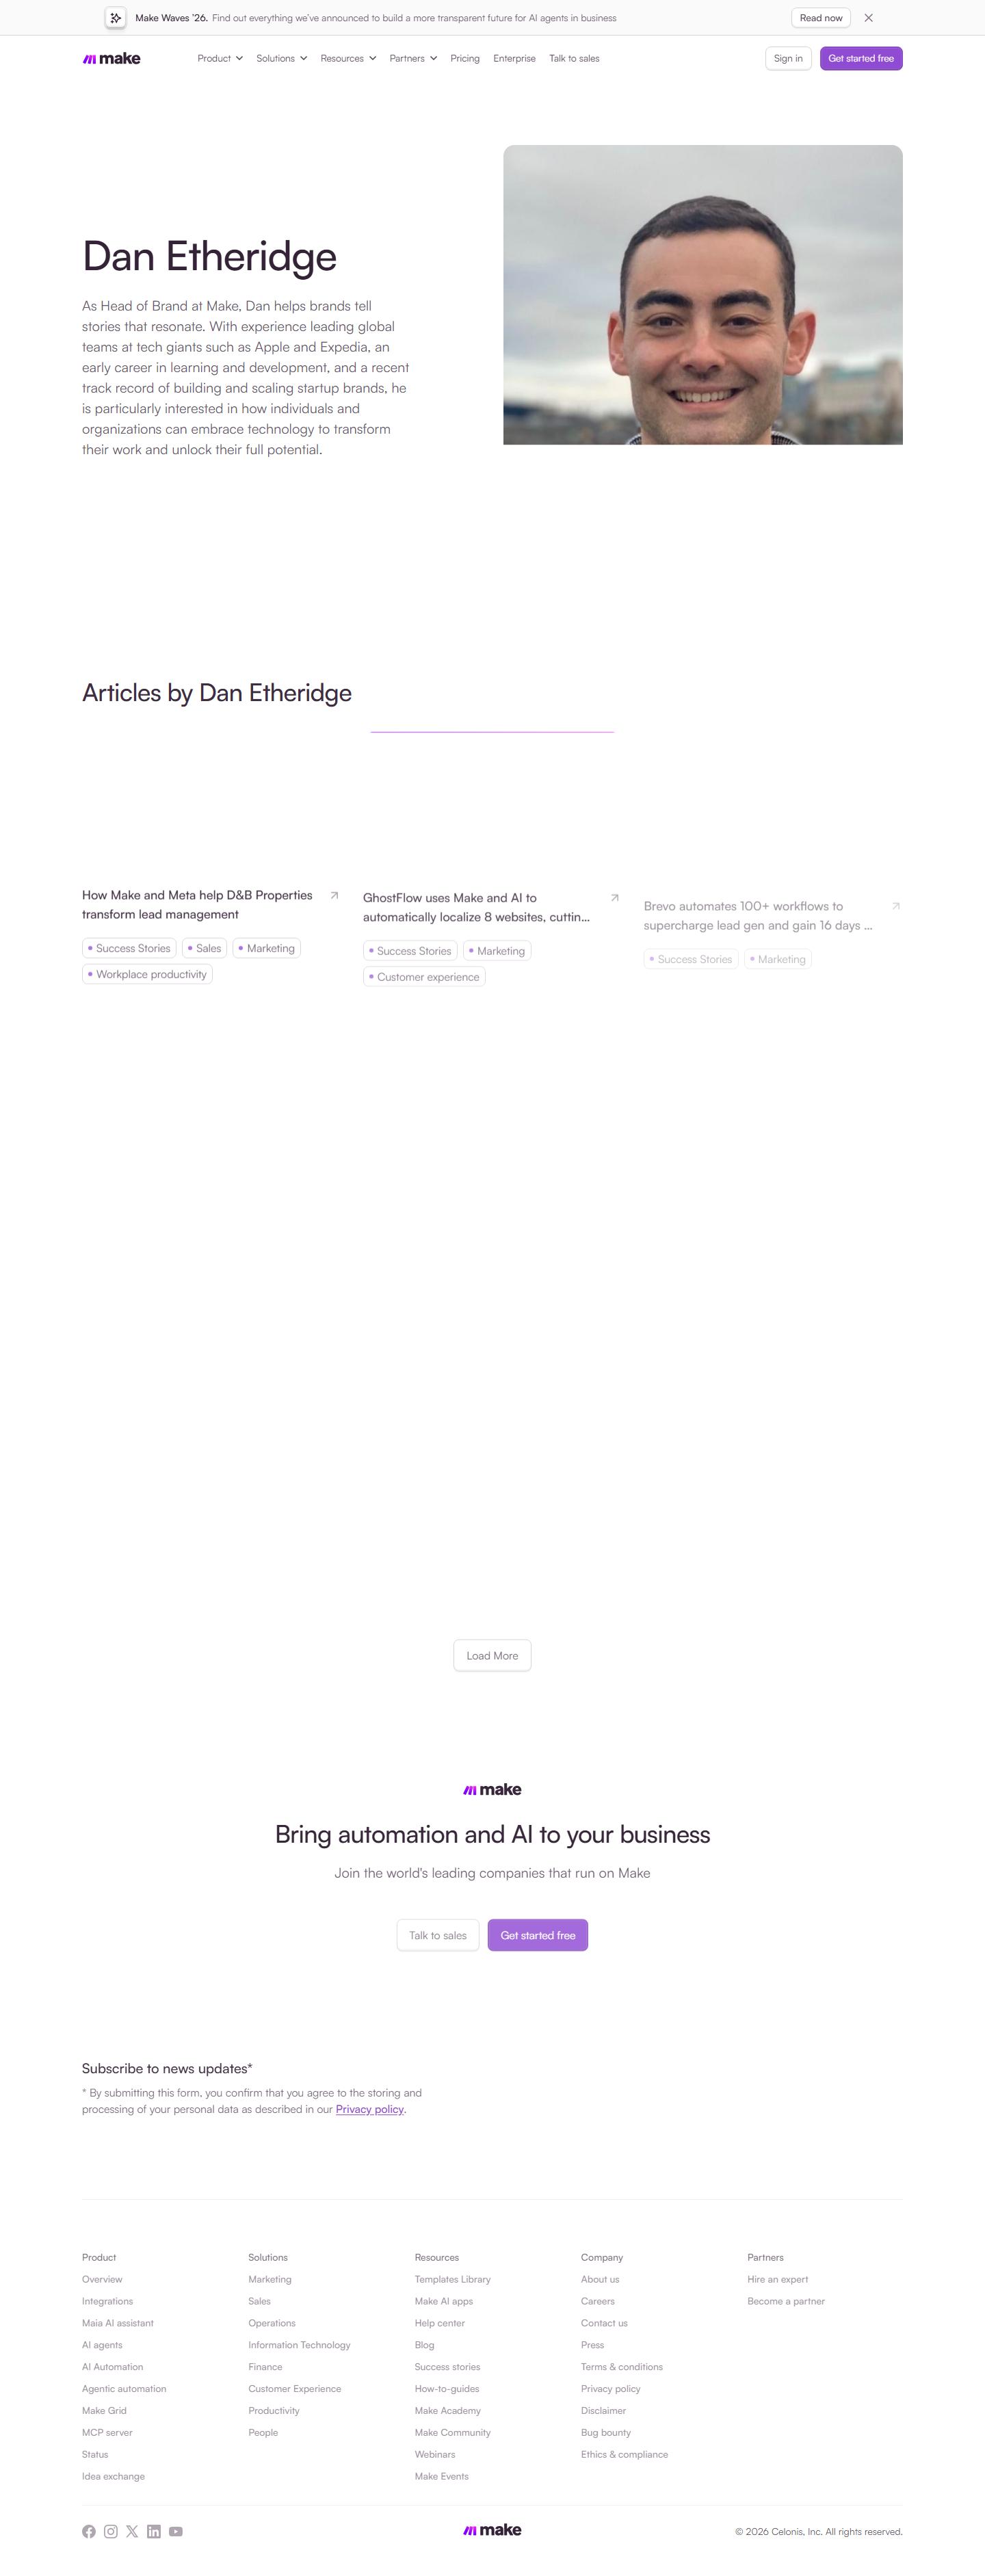 Make Waves '26. Find out everything we've announced to build a more transparent future for AI agents in business
Read now
make
Product
Solutions
Resources
Partners
Pricing
Enterprise
Talk to sales
Sign in
Get started free
Dan Etheridge
As Head of Brand at Make, Dan helps brands tell
stories that resonate. With experience leading global
teams at tech giants such as Apple and Expedia, an
early career in learning and development, and a recent
track record of building and scaling startup brands, he
is particularly interested in how individuals and
organizations can embrace technology to transform
their work and unlock their full potential.
Articles by Dan Etheridge
How Make and Meta help D&B Properties
transform lead management
Success Stories
Sales
Marketing
Workplace productivity
GhostFlow uses Make and AI to
automatically localize 8 websites, cuttin...
Success Stories
Marketing
Customer experience
Brevo automates 100+ workflows to
supercharge lead gen and gain 16 days ...
Success Stories
Marketing
Load More
make
Bring automation and AI to your business
Join the world's leading companies that run on Make
Talk to sales
Get started free
Subscribe to news updates*
* By submitting this form, you confirm that you agree to the storing and
processing of your personal data as described in our Privacy policy.
Product
Overview
Integrations
Maia AI assistant
AI agents
AI Automation
Agentic automation
Make Grid
MCP server
Status
Idea exchange
Solutions
Marketing
Sales
Operations
Information Technology
Finance
Customer Experience
Productivity
People
Resources
Templates Library
Make AI apps
Help center
Blog
Success stories
How-to-guides
Make Academy
Make Community
Webinars
Make Events
Company
About us
Careers
Contact us
Press
Terms & conditions
Privacy policy
Disclaimer
Bug bounty
Ethics & compliance
Partners
Hire an expert
Become a partner
make
© 2026 Celonis, Inc. All rights reserved.